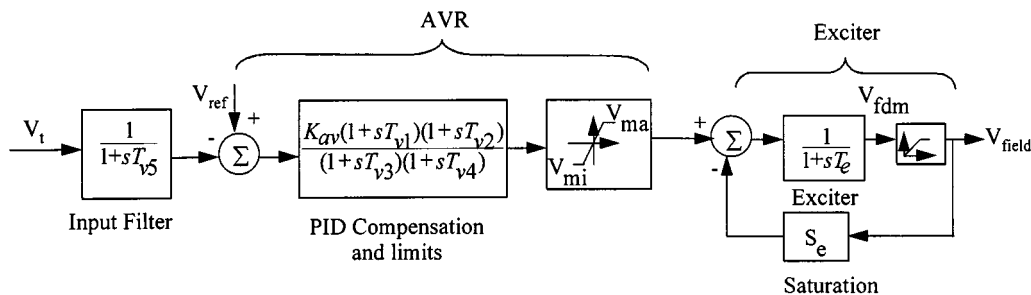 AVR
Exciter
V_t
1
1+sT_v5
Input Filter
V_ref
+
-
Σ
K_av(1+sT_v1)(1+sT_v2)
(1+sT_v3)(1+sT_v4)
PID Compensation
and limits
V_ma
V_mi
+
-
Σ
1
1+sT_e
Exciter
V_fdm
V_field
S_e
Saturation